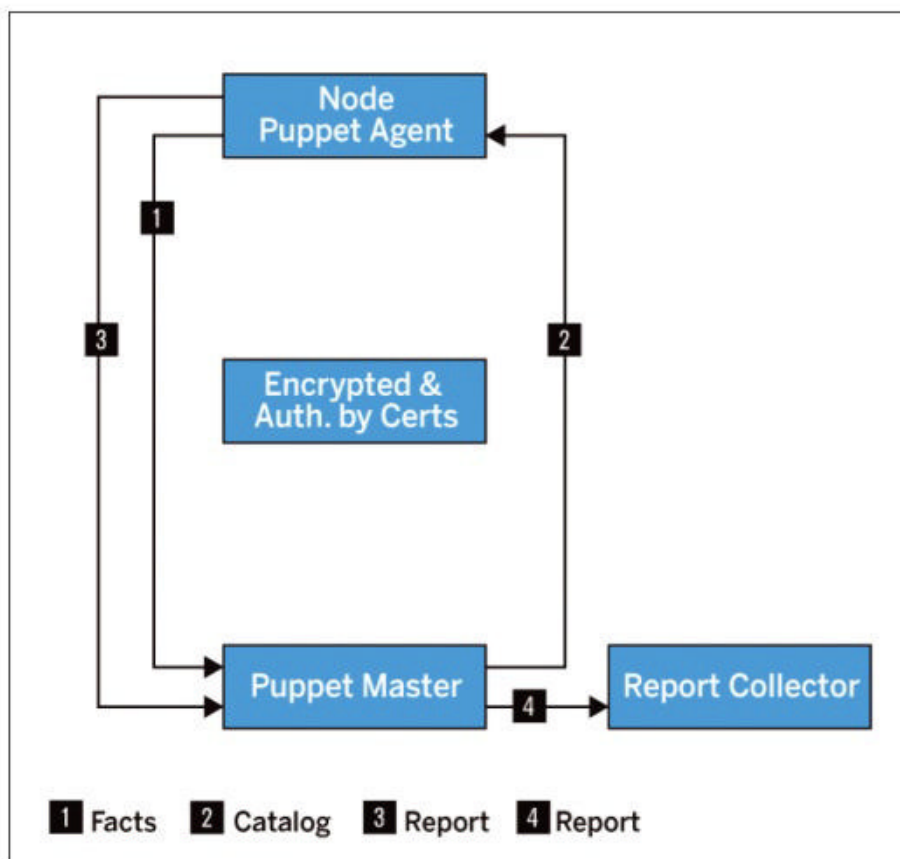 Node
Puppet Agent
1
3
2
Encrypted &
Auth. by Certs
Puppet Master
4
Report Collector
1 Facts 2 Catalog 3 Report 4 Report